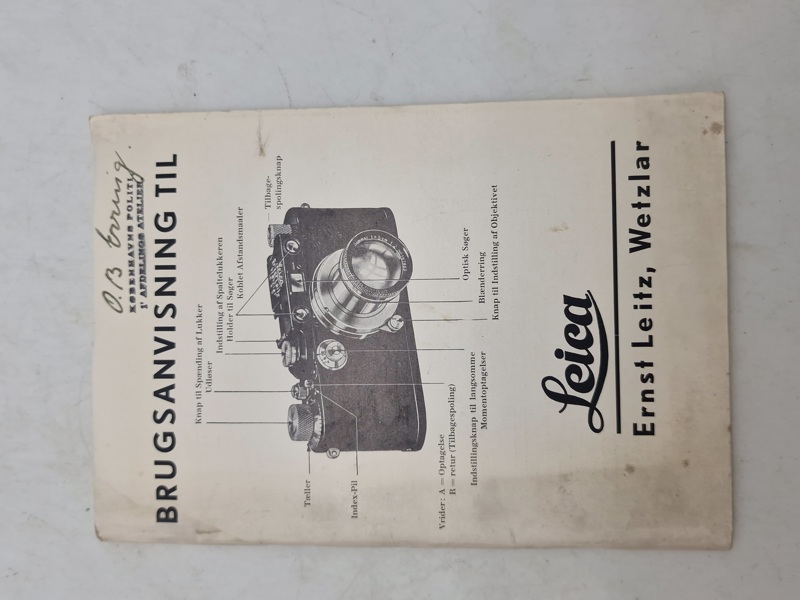 O. B. Erring.
KØBENHAVNS POLITI
1' AFDELINGS ATELIER
BRUGSANVISNING TIL
Knap til Spænding af Lukker
Udløser
Indstilling af Spaltelukkeren
Holder til Søger
Koblet Afstandsmaaler
Tilbage-
spolingsknap
Tæller
Index-Pil
Vrider: A = Optagelse
R = retur (Tilbagespoling)
Indstillingsknap til langsomme
Momentoptagelser
Optisk Søger
Blænderring
Knap til Indstilling af Objektivet
Leica
Ernst Leitz, Wetzlar